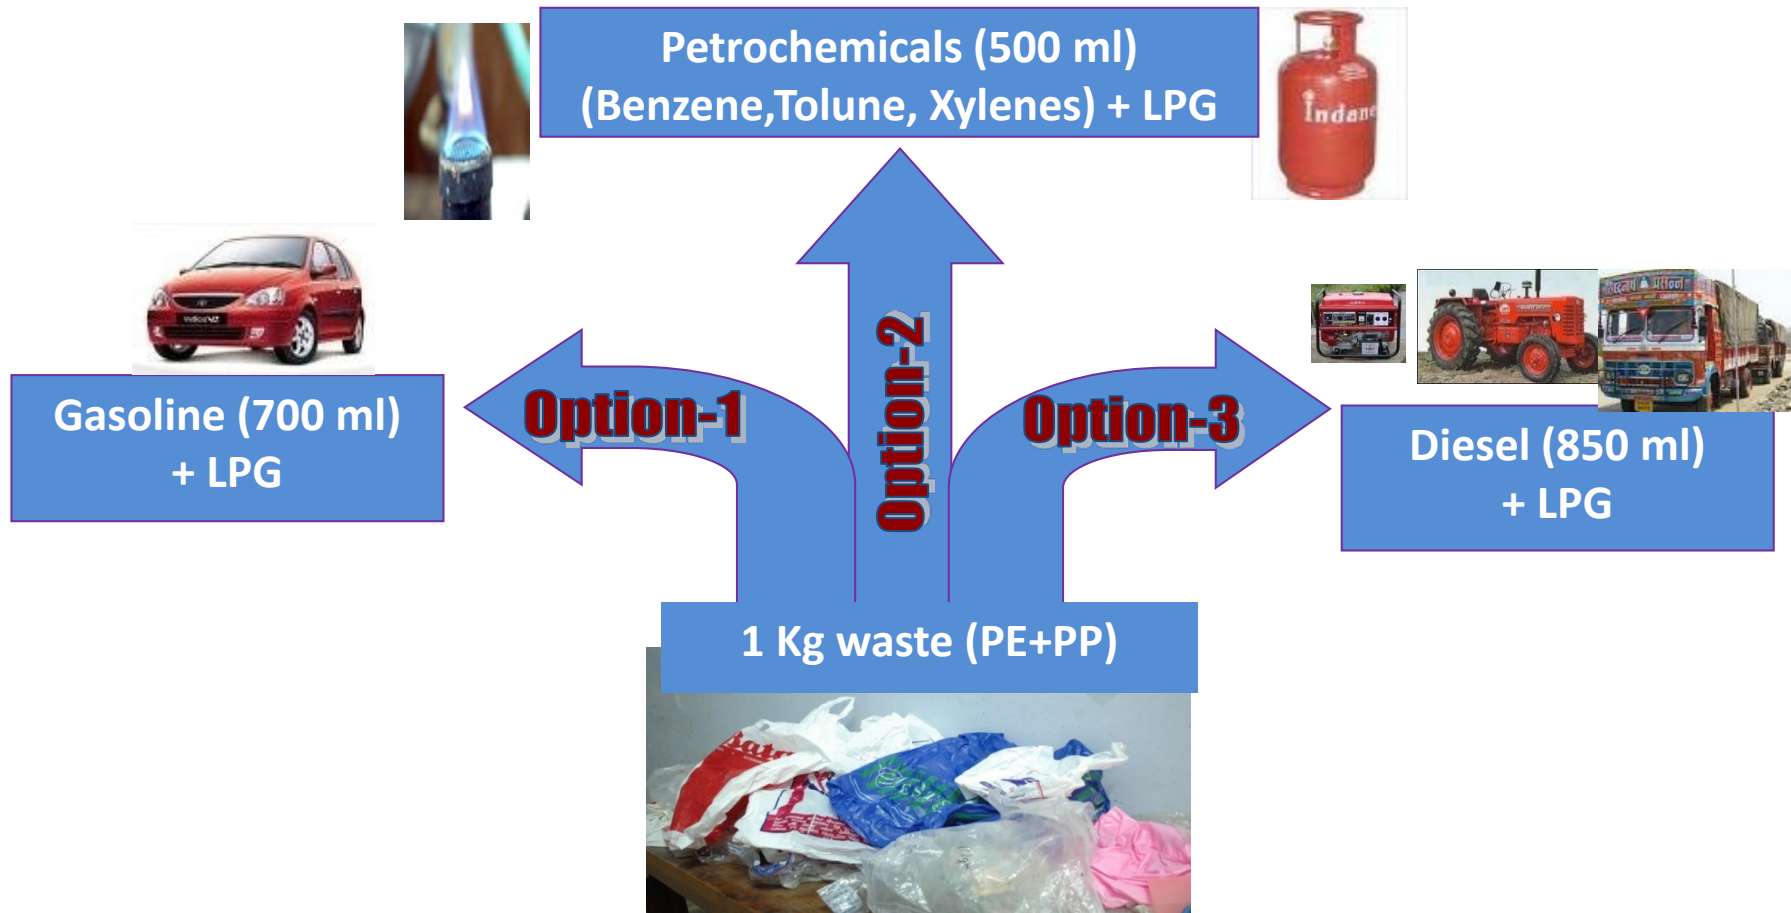 Petrochemicals (500 ml)
(Benzene,Tolune, Xylenes) + LPG
Indane
Gasoline (700 ml)
+ LPG
Option-1
Option-2
Option-3
Diesel (850 ml)
+ LPG
1 Kg waste (PE+PP)
Bata